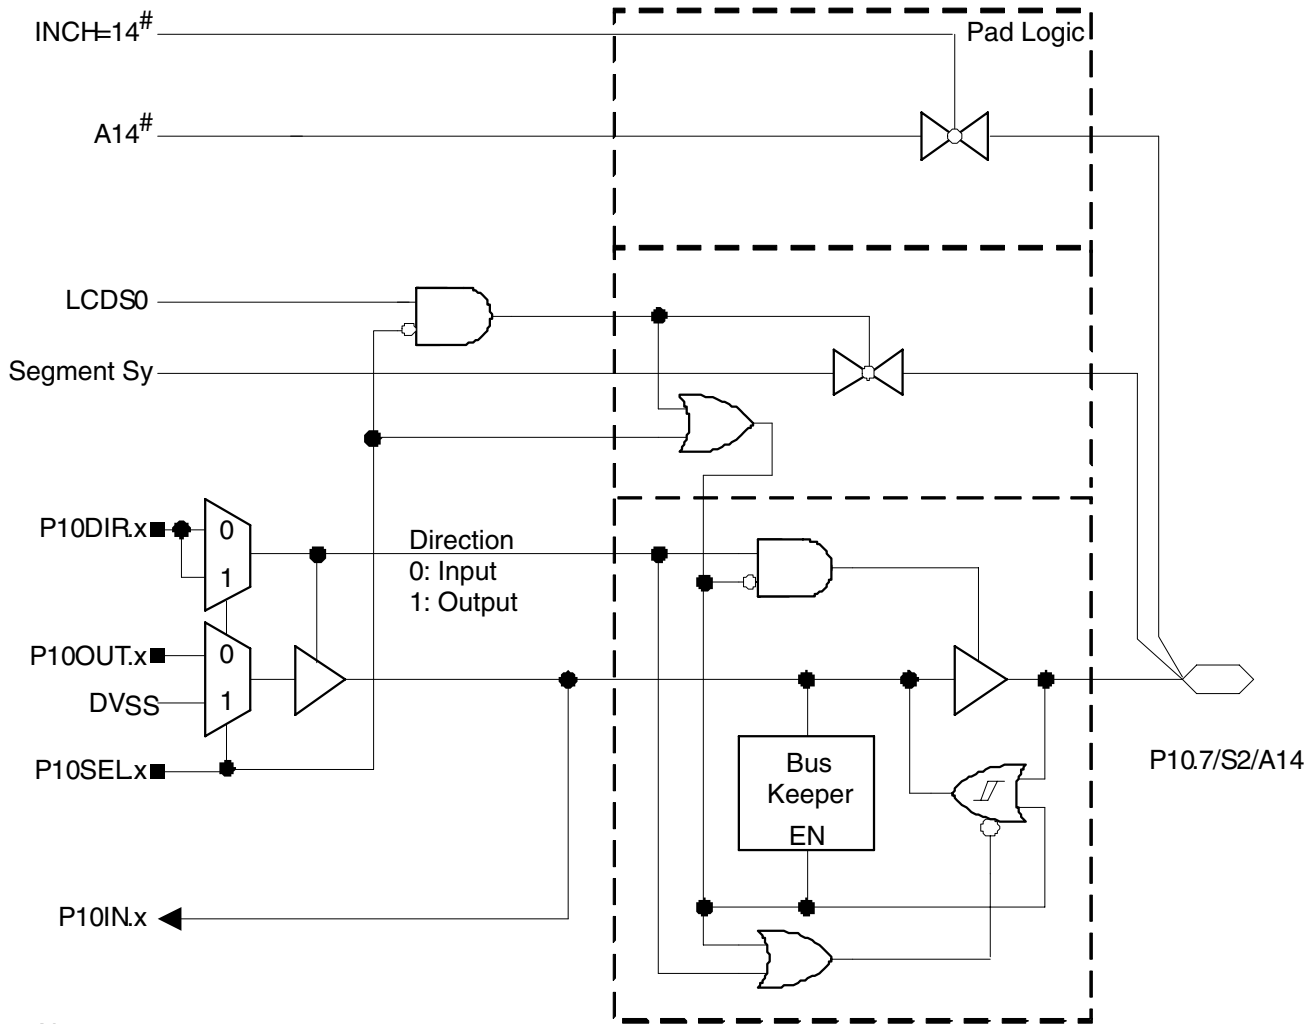 INCH=14#
Pad Logic
A14#
LCDS0
Segment Sy
P10DIR.x
0
1
Direction
0: Input
1: Output
P10OUT.x
0
DVSS
1
P10SEL.x
Bus
Keeper
EN
P10.7/S2/A14
P10IN.x